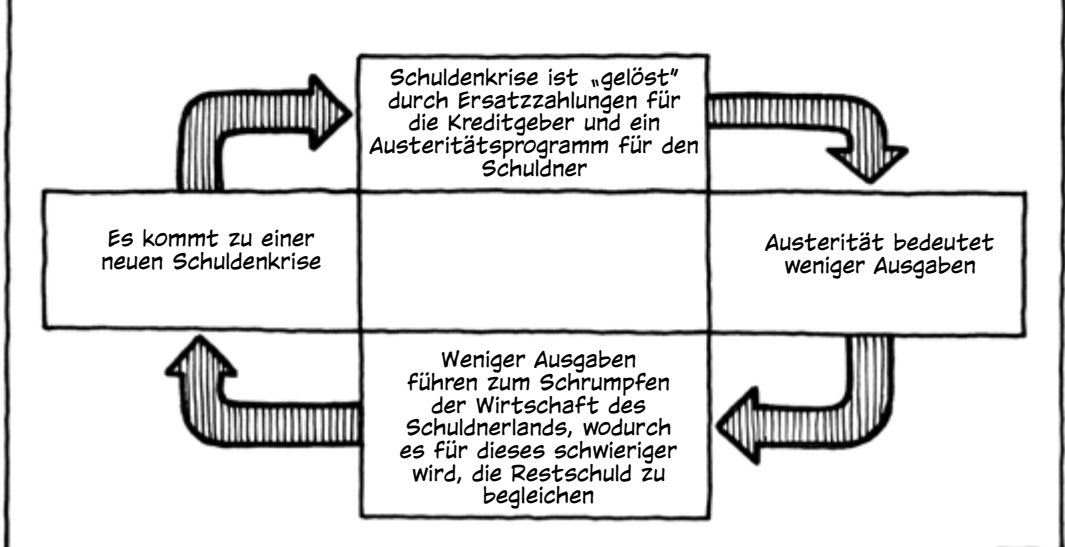 Schuldenkrise ist „gelöst“
durch Ersatzzahlungen für
die Kreditgeber und ein
Austeritätsprogramm für den
Schuldner
Es kommt zu einer
neuen Schuldenkrise
Austerität bedeutet
weniger Ausgaben
Weniger Ausgaben
führen zum Schrumpfen
der Wirtschaft des
Schuldnerlands, wodurch
es für dieses schwieriger
wird, die Restschuld zu
begleichen